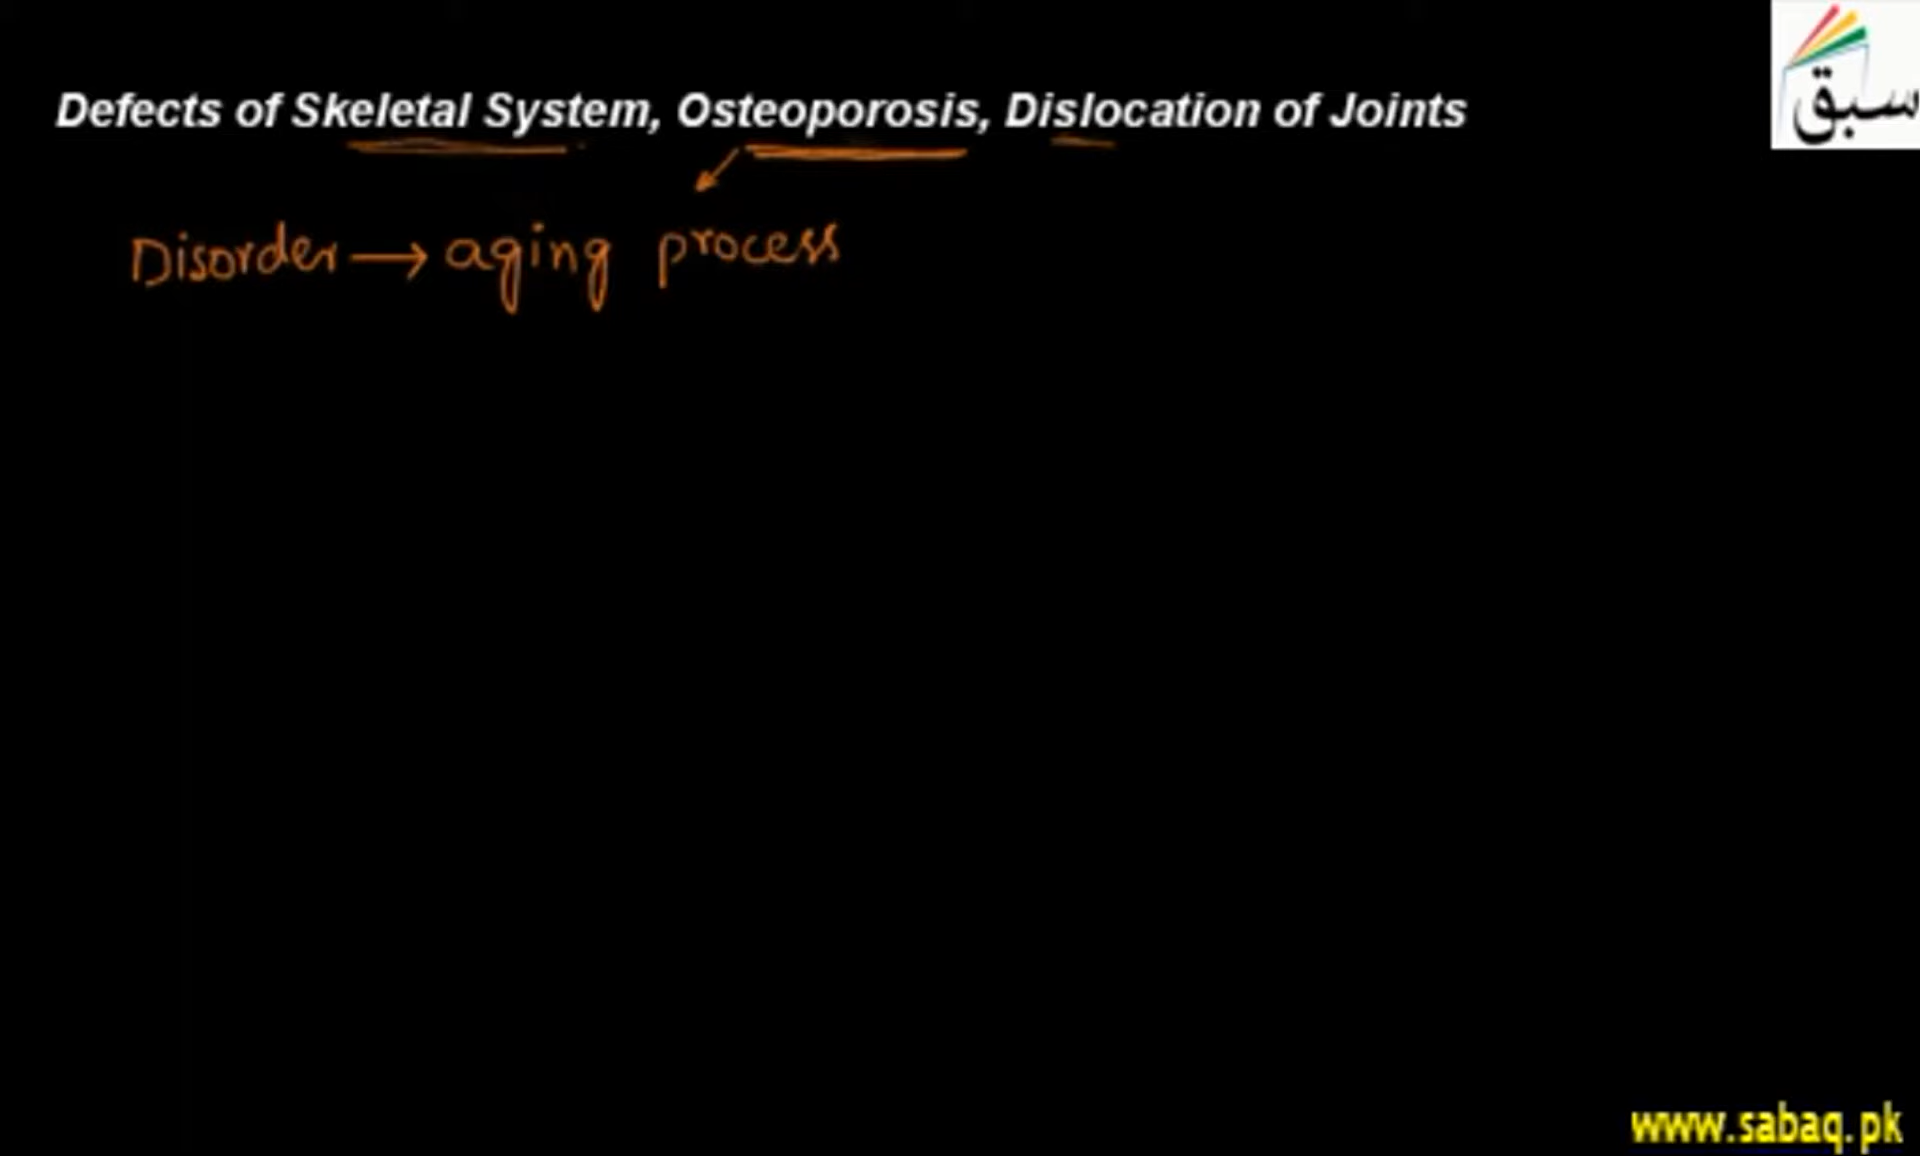 Defects of Skeletal System, Osteoporosis, Dislocation of Joints
سبق
Disorder → aging process
www.sabaq.pk